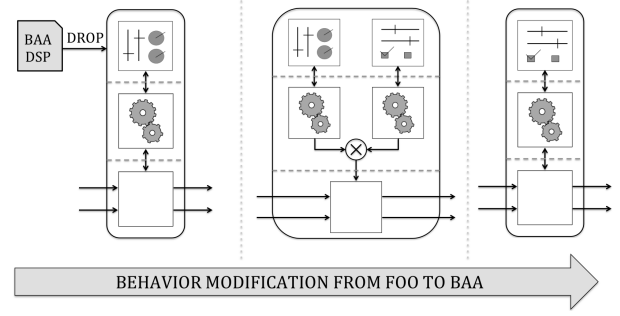 BAA
DSP
DROP
BEHAVIOR MODIFICATION FROM FOO TO BAA